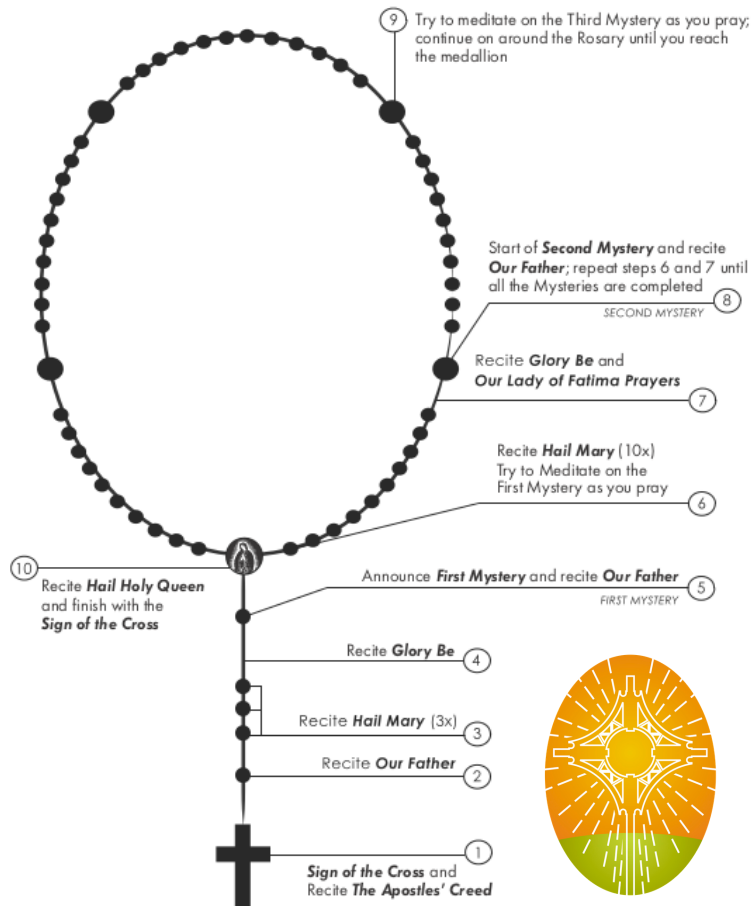 9 Try to meditate on the Third Mystery as you pray;
continue on around the Rosary until you reach
the medallion
Start of Second Mystery and recite
Our Father; repeat steps 6 and 7 until
all the Mysteries are completed
8
SECOND MYSTERY
Recite Glory Be and
Our Lady of Fatima Prayers
7
Recite Hail Mary (10x)
Try to Meditate on the
First Mystery as you pray
6
10
Recite Hail Holy Queen
and finish with the
Sign of the Cross
Announce First Mystery and recite Our Father
5
FIRST MYSTERY
Recite Glory Be 4
Recite Hail Mary (3x) 3
Recite Our Father 2
1
Sign of the Cross and
Recite The Apostles' Creed